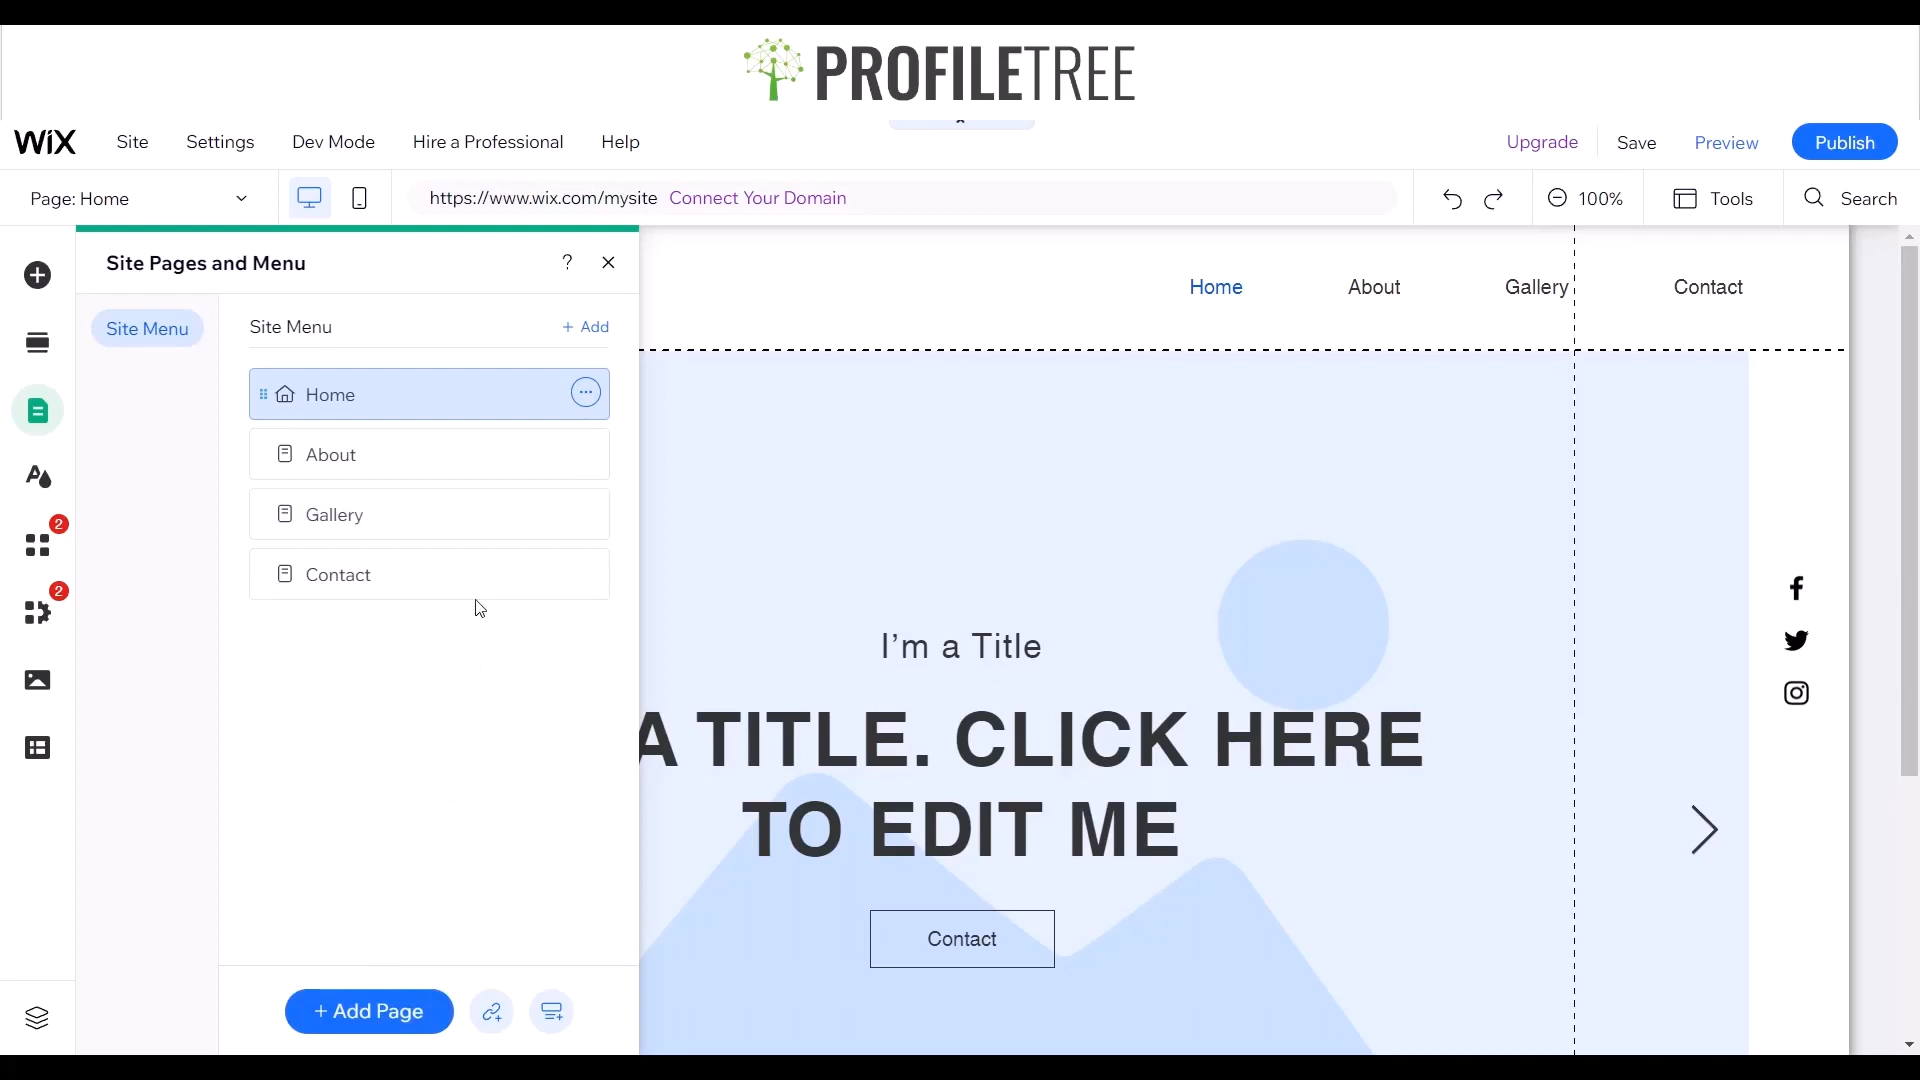 PROFILETREE
WIX Site Settings Dev Mode Hire a Professional Help Upgrade Save Preview Publish
Page: Home https://www.wix.com/mysite Connect Your Domain 100% Tools Search
Site Pages and Menu ?
Home About Gallery Contact
Site Menu
Site Menu + Add
Home
About
Gallery
Contact
2
2
I'm a Title
A TITLE. CLICK HERE
TO EDIT ME
Contact
+ Add Page